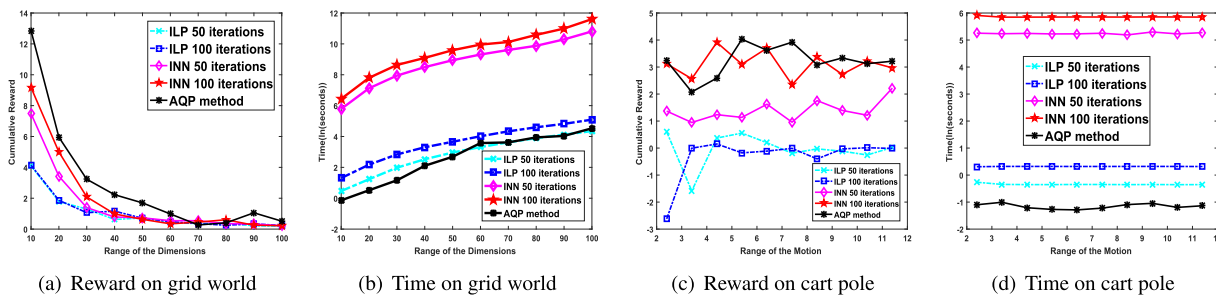 14
12
10
8
6
4
2
0
10 20 30 40 50 60 70 80 90 100
Cumulative Reward
Range of the Dimensions
ILP 50 iterations
ILP 100 iterations
INN 50 iterations
INN 100 iterations
AQP method
(a) Reward on grid world
12
10
8
6
4
2
0
-2
10 20 30 40 50 60 70 80 90 100
Time(ln(seconds))
Range of the Dimensions
ILP 50 iterations
ILP 100 iterations
INN 50 iterations
INN 100 iterations
AQP method
(b) Time on grid world
5
4
3
2
1
0
-1
-2
-3
2 3 4 5 6 7 8 9 10 11 12
Cumulative Reward
Range of the Motion
ILP 50 iterations
ILP 100 iterations
INN 50 iterations
INN 100 iterations
AQP method
(c) Reward on cart pole
6
5
4
3
2
1
0
-1
-2
2 3 4 5 6 7 8 9 10 11 12
Time(ln(seconds)
Range of the Motion
ILP 50 iterations
ILP 100 iterations
INN 50 iterations
INN 100 iterations
AQP method
(d) Time on cart pole